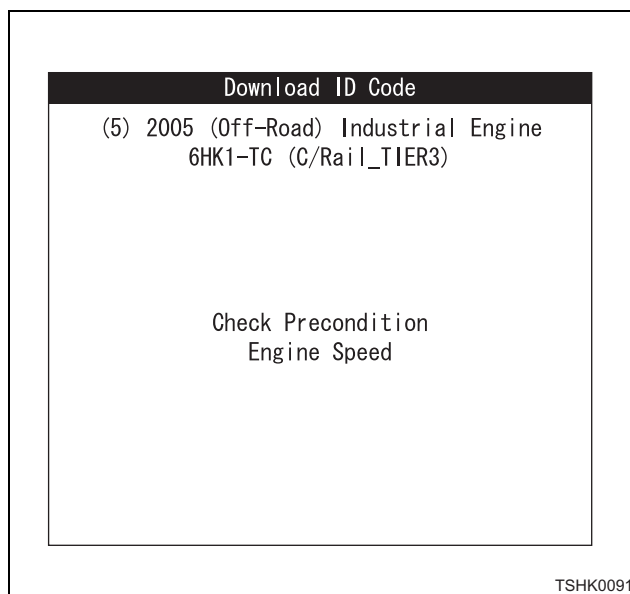 Download ID Code
(5) 2005 (Off-Road) Industrial Engine
6HK1-TC (C/Rail_TIER3)
Check Precondition
Engine Speed
TSHK0091